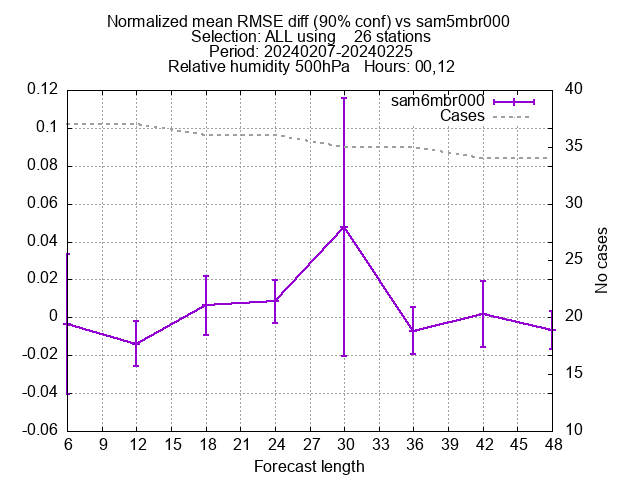 Normalized mean RMSE diff (90% conf) vs sam5mbr000
Selection: ALL using    26 stations
Period: 20240207-20240225
Relative humidity 500hPa   Hours: 00,12
sam6mbr000
Cases
0.12
0.1
0.08
0.06
0.04
0.02
0
-0.02
-0.04
-0.06
40
35
30
25
20
15
10
No cases
6 9 12 15 18 21 24 27 30 33 36 39 42 45 48
Forecast length